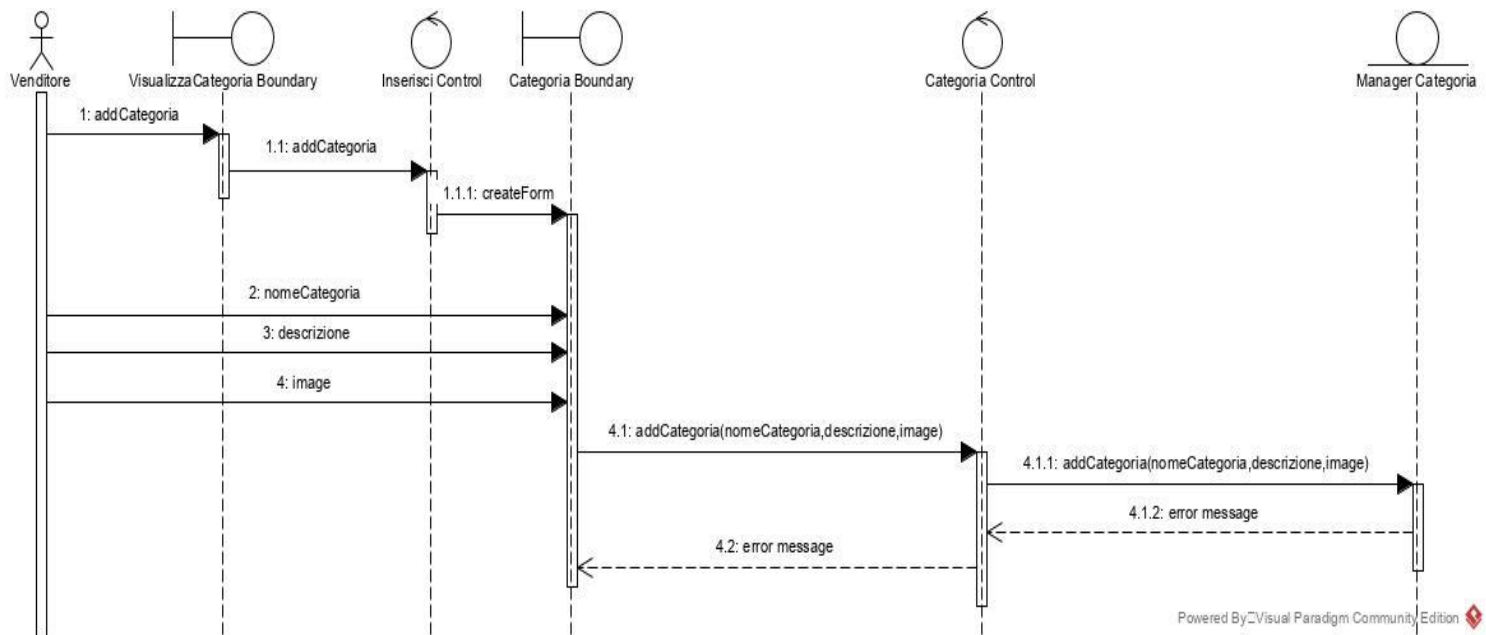 Venditore
VisualizzaCategoria Boundary
Inserisci Control
Categoria Boundary
Categoria Control
Manager Categoria
1: addCategoria
1.1: addCategoria
1.1.1: createForm
2: nomeCategoria
3: descrizione
4: image
4.1: addCategoria(nomeCategoria,descrizione,image)
4.1.1: addCategoria(nomeCategoria,descrizione,image)
4.1.2: error message
4.2: error message
Powered By Visual Paradigm Community Edition